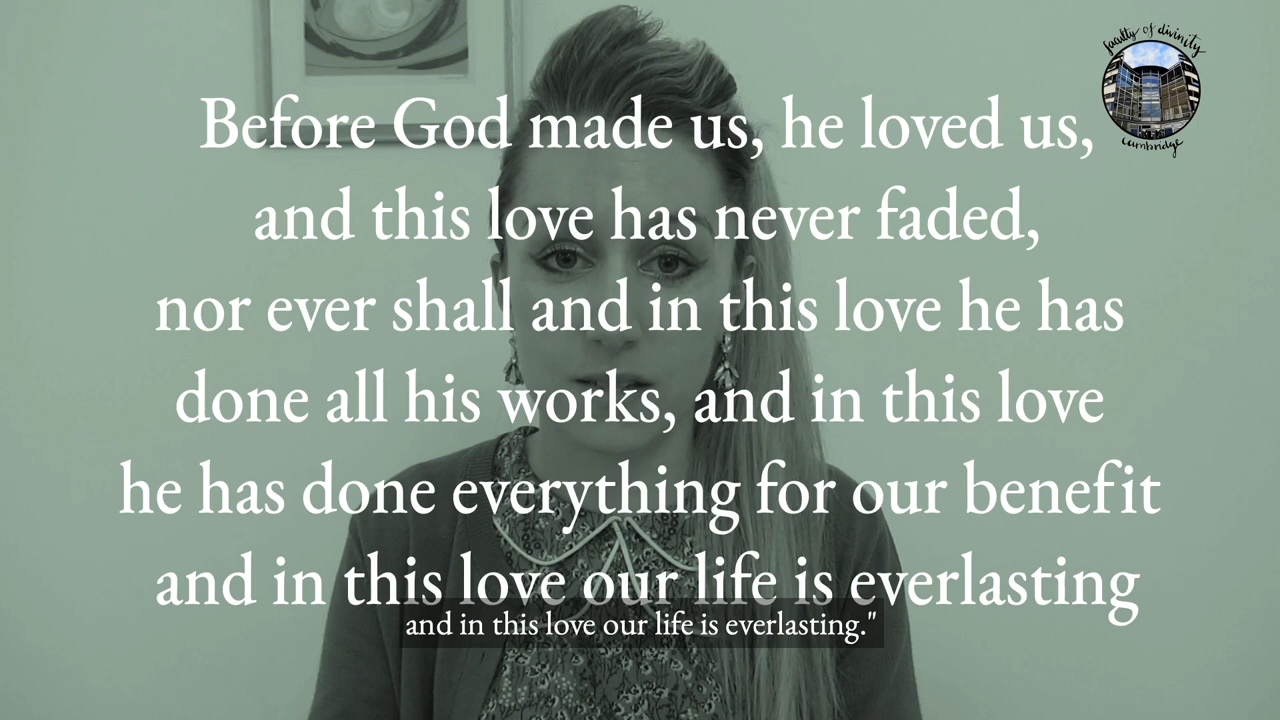 faculty of divinity
cambridge
Before God made us, he loved us,
and this love has never faded,
nor ever shall and in this love he has
done all his works, and in this love
he has done everything for our benefit
and in this love our life is everlasting
and in this love our life is everlasting."